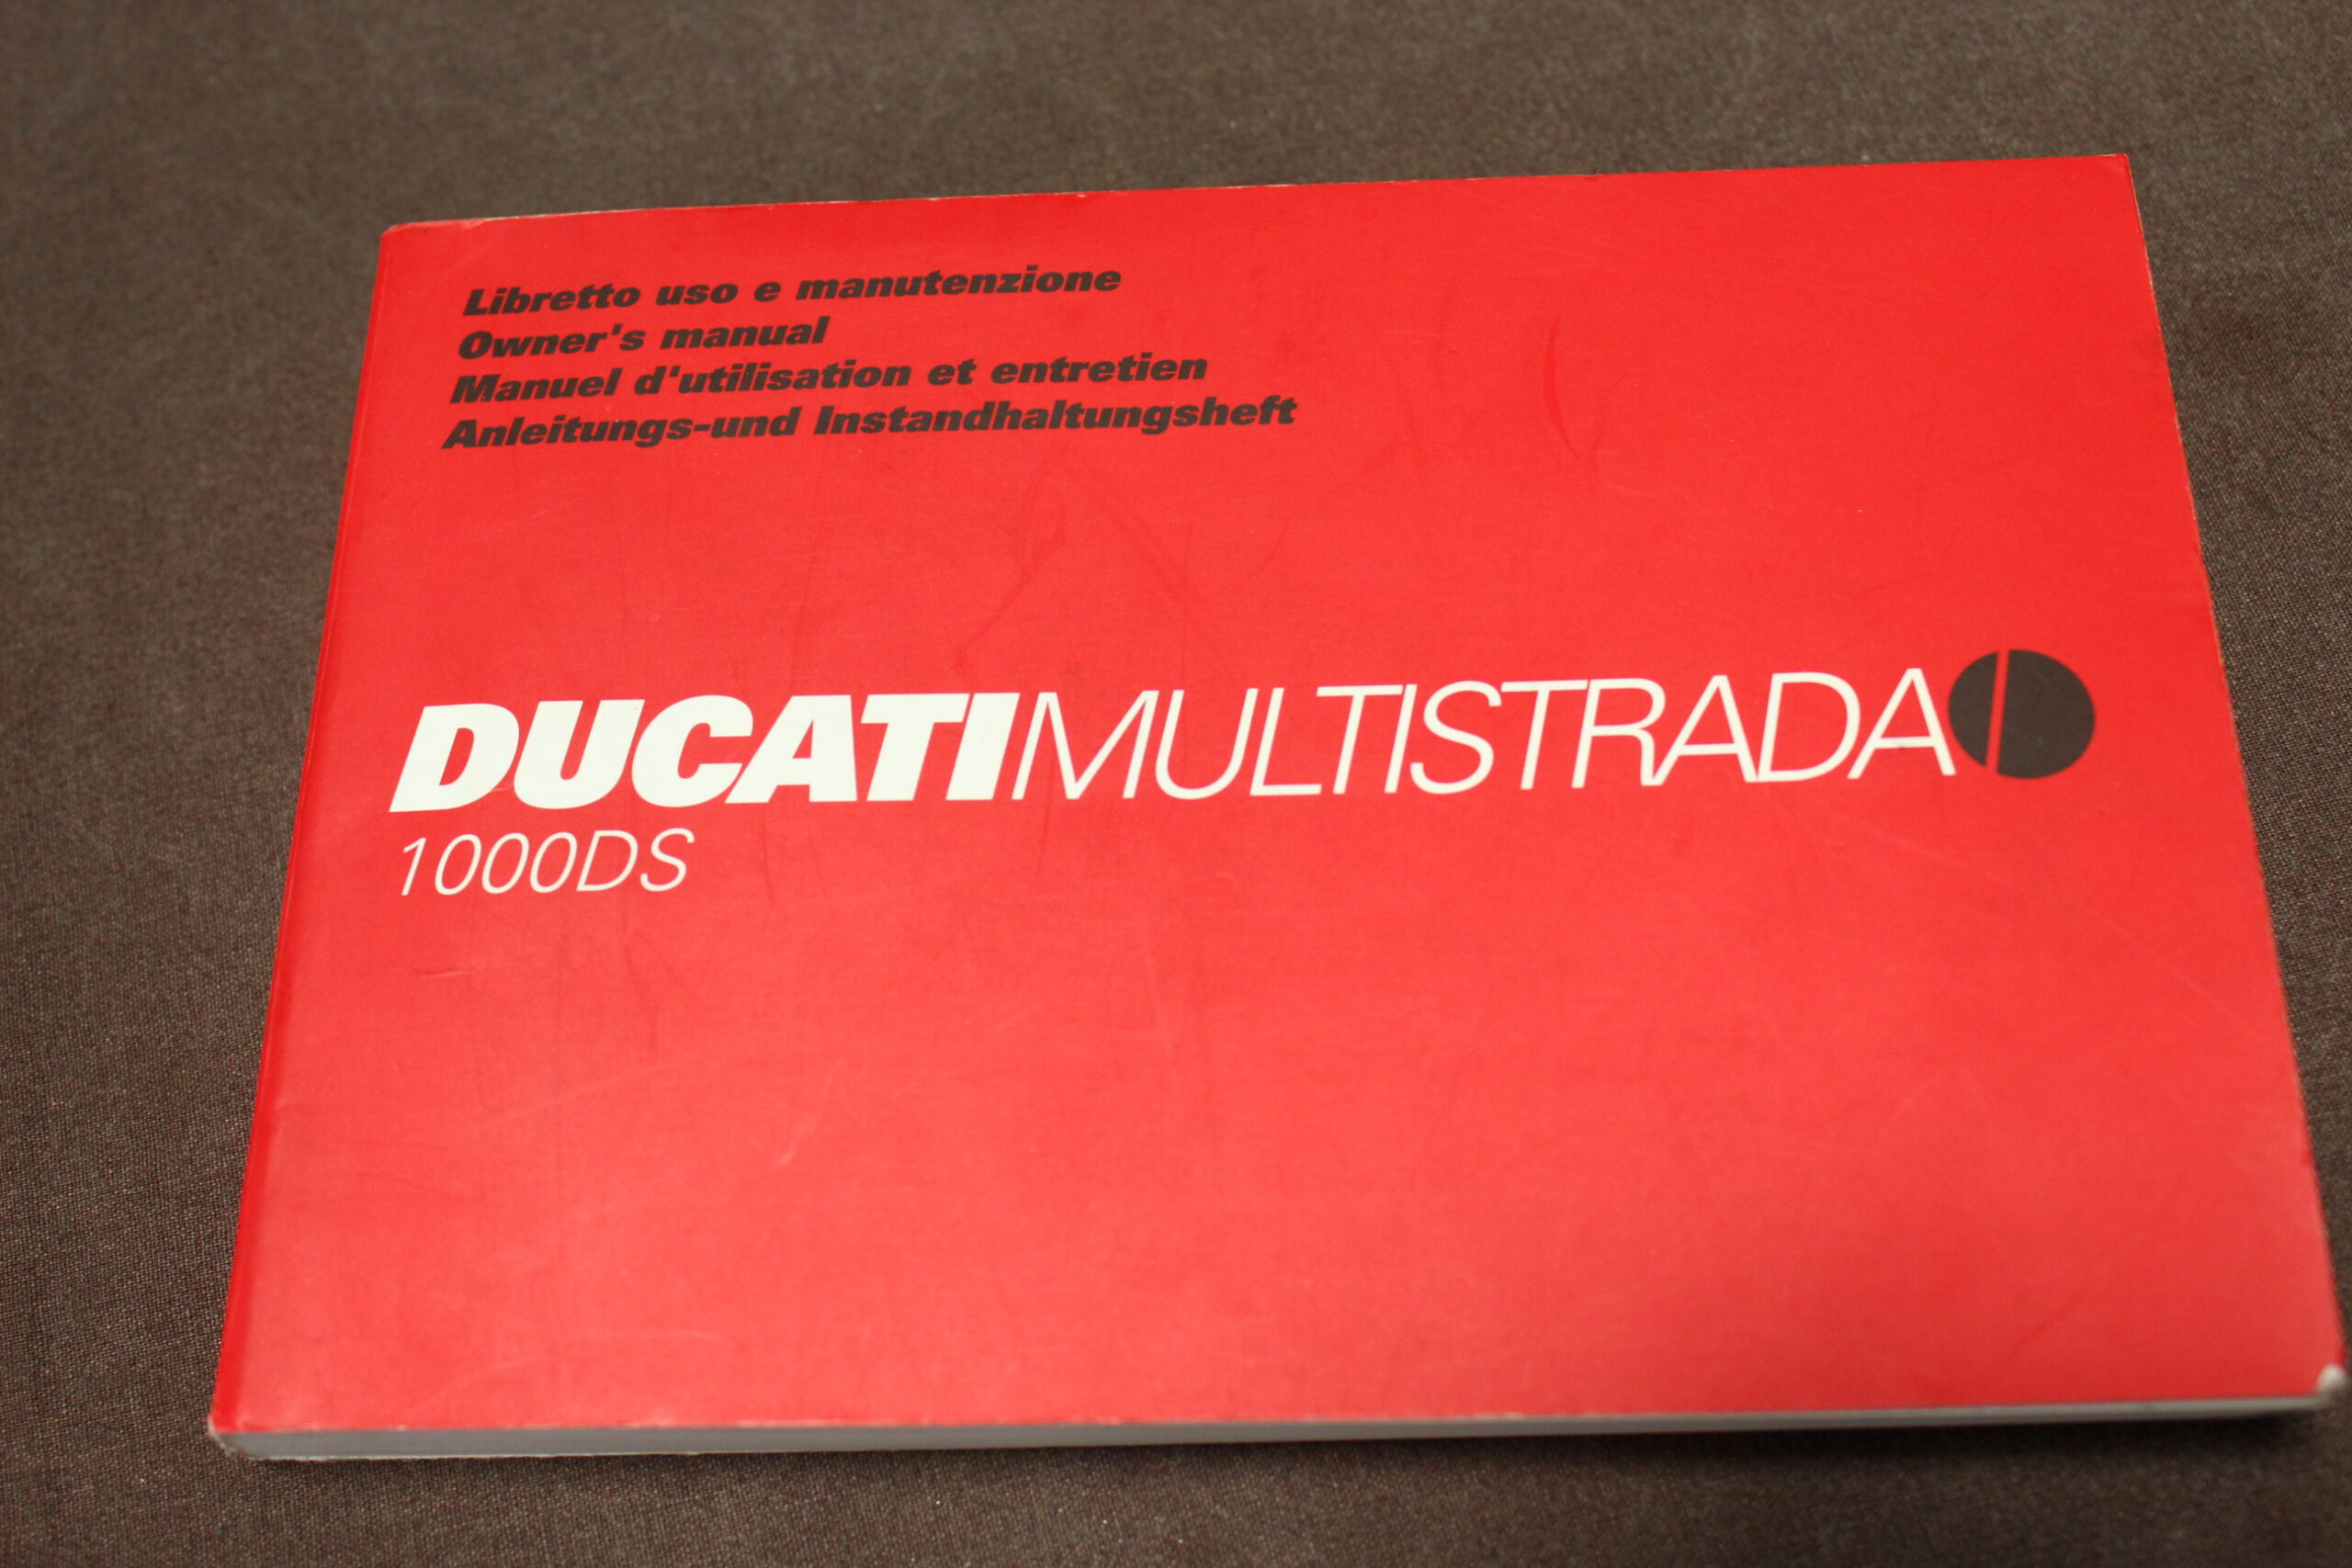 Libretto uso e manutenzione
Owner's manual
Manuel d'utilisation et entretien
Anleitungs-und Instandhaltungsheft
DUCATIMULTISTRADA
1000DS